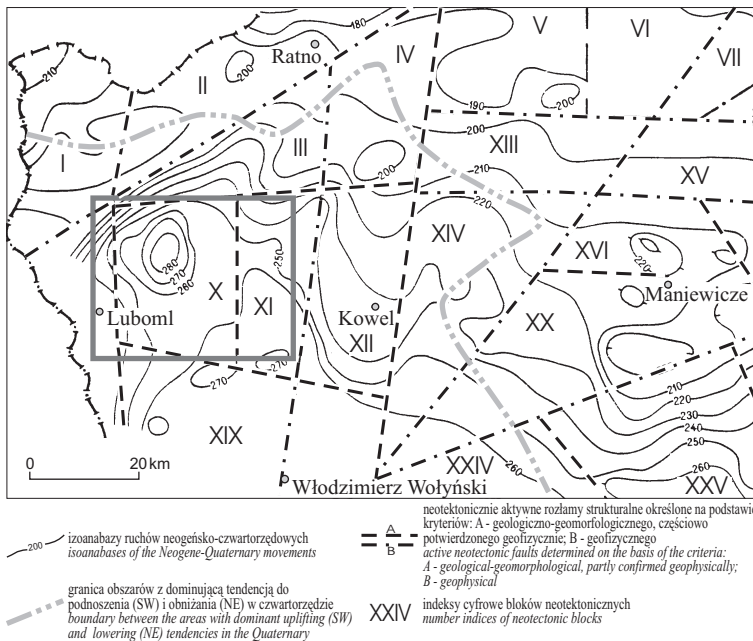 180
V
VI
IV
Ratno
VII
210
II
200
190
200
200
I
III
XIII
200
210
XV
220
XIV
250
XVI
280
270
260
X
220
Maniewicze
XI
Luboml
Kowel
XX
XII
270
270
210
220
230
XIX
240
250
0 20 km
XXIV
260
260
Włodzimierz Wołyński
XXV
200
izoanabazy ruchów neogeńsko-czwartorzędowych
isoanabases of the Neogene-Quaternary movements
granica obszarów z dominującą tendencją do
podnoszenia (SW) i obniżania (NE) w czwartorzędzie
boundary between the areas with dominant uplifting (SW)
and lowering (NE) tendencies in the Quaternary
A
B
neotektonicznie aktywne rozłamy strukturalne określone na podstawie
kryteriów: A - geologiczno-geomorfologicznego, częściowo
potwierdzonego geofizycznie; B - geofizycznego
active neotectonic faults determined on the basis of the criteria:
A - geological-geomorphological, partly confirmed geophysically;
B - geophysical
XXIV
indeksy cyfrowe bloków neotektonicznych
number indices of neotectonic blocks